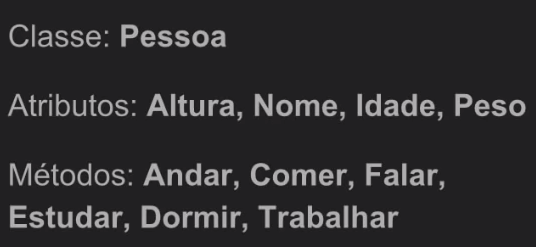 Classe: Pessoa
Atributos: Altura, Nome, Idade, Peso
Métodos: Andar, Comer, Falar,
Estudar, Dormir, Trabalhar